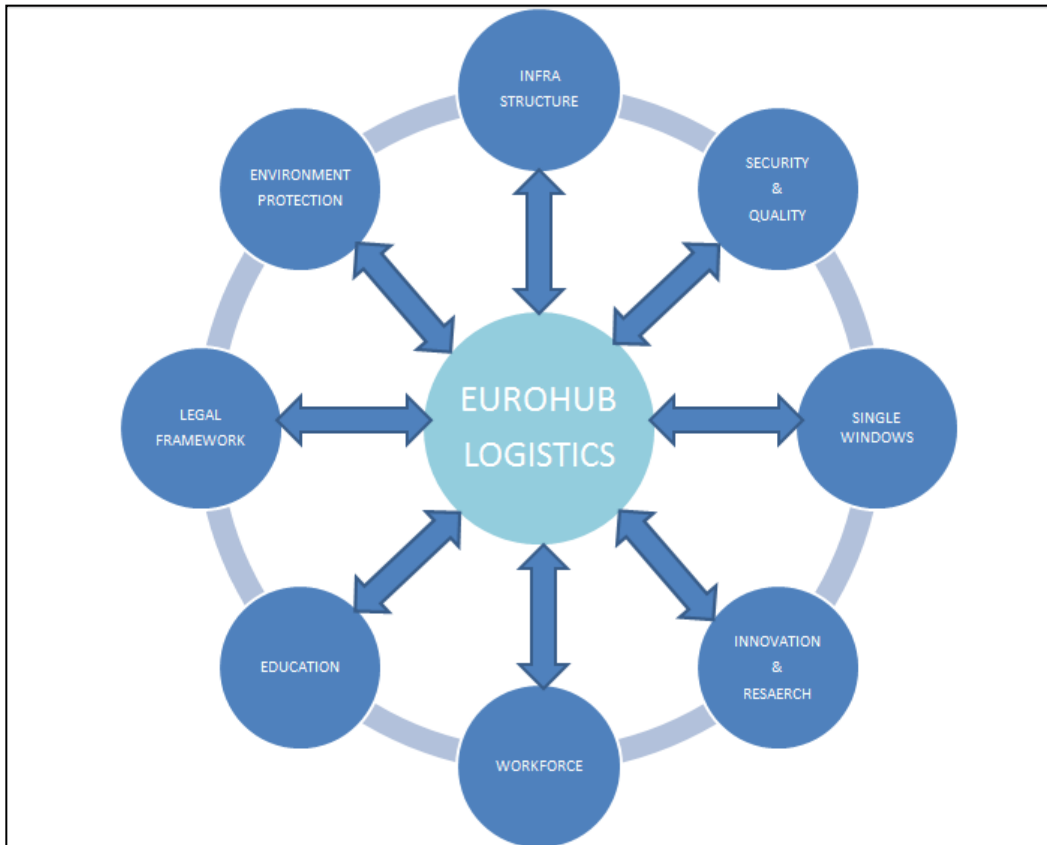 INFRA
STRUCTURE
SECURITY
&
QUALITY
SINGLE
WINDOWS
INNOVATION
&
RESAERCH
WORKFORCE
EDUCATION
LEGAL
FRAMEWORK
ENVIRONMENT
PROTECTION
EUROHUB
LOGISTICS